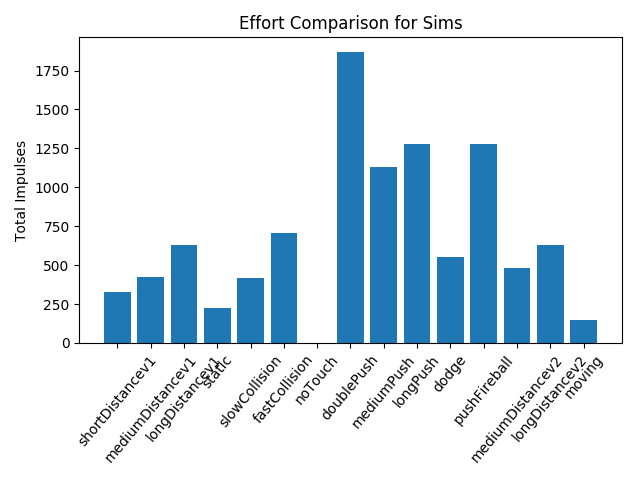 Effort Comparison for Sims
Total Impulses
1750
1500
1250
1000
750
500
250
0
shortDistancev1
mediumDistancev1
longDistancev1
static
slowCollision
fastCollision
noTouch
doublePush
mediumPush
longPush
dodge
pushFireball
mediumDistancev2
longDistancev2
moving